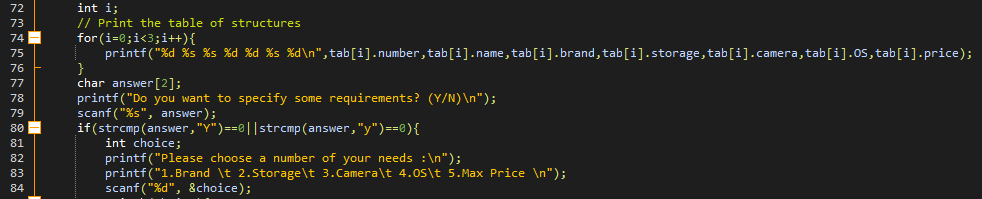 72 int i;
73 // Print the table of structures
74 for(i=0;i<3;i++){
75 printf("%d %s %s %d %d %s %d\n",tab[i].number,tab[i].name,tab[i].brand,tab[i].storage,tab[i].camera,tab[i].OS,tab[i].price);
76 }
77 char answer[2];
78 printf("Do you want to specify some requirements? (Y/N)\n");
79 scanf("%s", answer);
80 if(strcmp(answer,"Y")==0||strcmp(answer,"y")==0){
81 int choice;
82 printf("Please choose a number of your needs :\n");
83 printf("1.Brand \t 2.Storage\t 3.Camera\t 4.OS\t 5.Max Price \n");
84 scanf("%d", &choice);